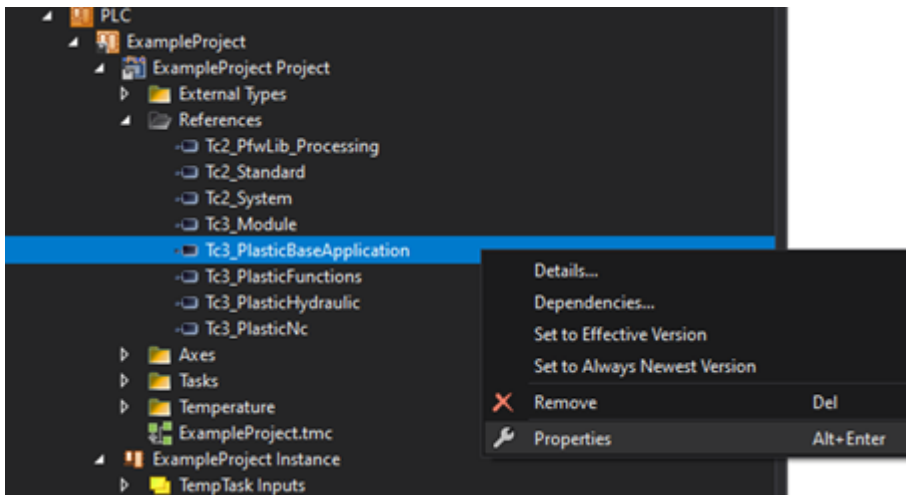 PLC
ExampleProject
ExampleProject Project
External Types
References
Tc2_PfwLib_Processing
Tc2_Standard
Tc2_System
Tc3_Module
Tc3_PlasticBaseApplication
Tc3_PlasticFunctions
Tc3_PlasticHydraulic
Tc3_PlasticNc
Axes
Tasks
Temperature
ExampleProject.tmc
ExampleProject Instance
TempTask Inputs
Details...
Dependencies...
Set to Effective Version
Set to Always Newest Version
Remove Del
Properties Alt+Enter